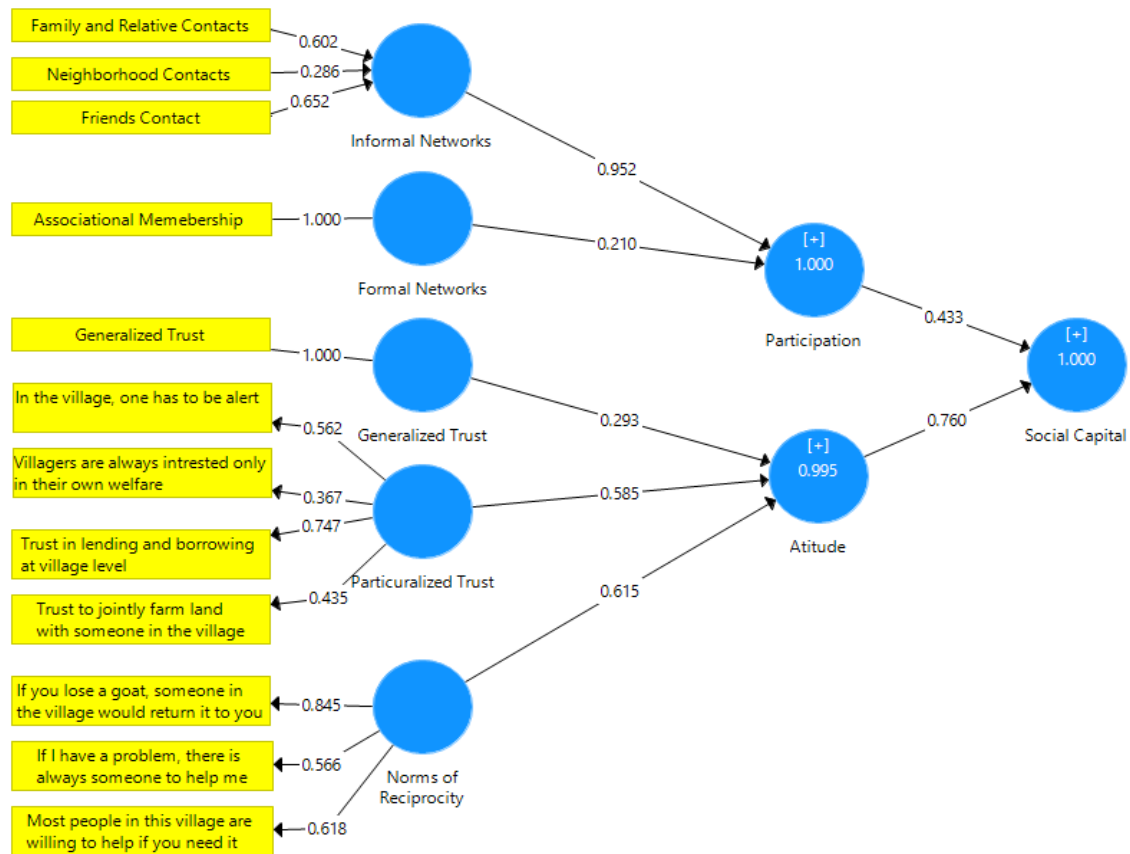 Family and Relative Contacts
0.602
Neighborhood Contacts
0.286
Friends Contact
0.652
Informal Networks
0.952
Associational Memebership
1.000
Formal Networks
0.210
[+]
1.000
Participation
0.433
[+]
1.000
Social Capital
Generalized Trust
1.000
Generalized Trust
0.293
In the village, one has to be alert
0.562
Villagers are always intrested only
in their own welfare
0.367
Trust in lending and borrowing
at village level
0.747
Trust to jointly farm land
with someone in the village
0.435
Particuralized Trust
0.585
[+]
0.995
Atitude
0.760
If you lose a goat, someone in
the village would return it to you
0.845
If I have a problem, there is
always someone to help me
0.566
Most people in this village are
willing to help if you need it
0.618
Norms of
Reciprocity
0.615